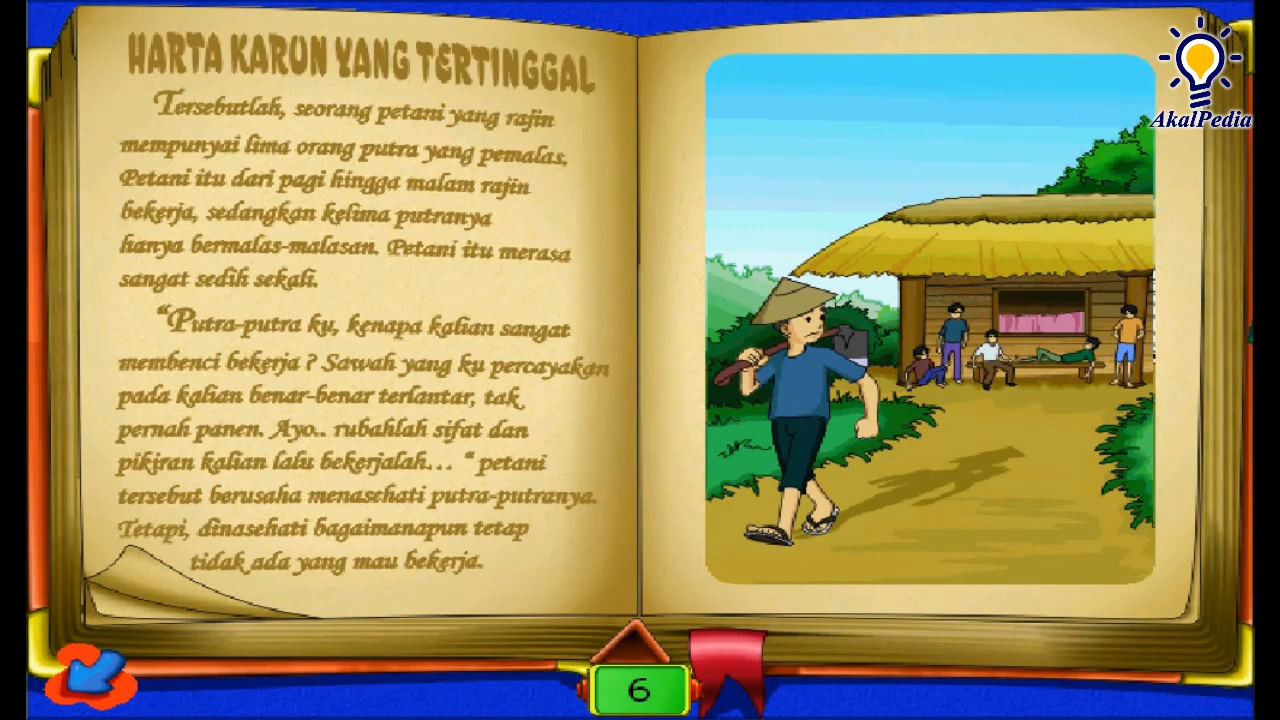 HARTA KARUN YANG TERTINGGAL
Tersebutlah, seorang petani yang rajin
mempunyai lima orang putra yang pemalas.
Petani itu dari pagi hingga malam rajin
bekerja, sedangkan kelima putranya
hanya bermalas-malasan. Petani itu merasa
sangat sedih sekali.
“Putra-putra ku, kenapa kalian sangat
membenci bekerja ? Sawah yang ku percayakan
pada kalian benar-benar terlantar, tak
pernah panen. Ayo.. rubahlah sifat dan
pikiran kalian lalu bekerjalah... “ petani
tersebut berusaha menasehati putra-putranya.
Tetapi, dinasehati bagaimanapun tetap
tidak ada yang mau bekerja.
AkalPedia
6